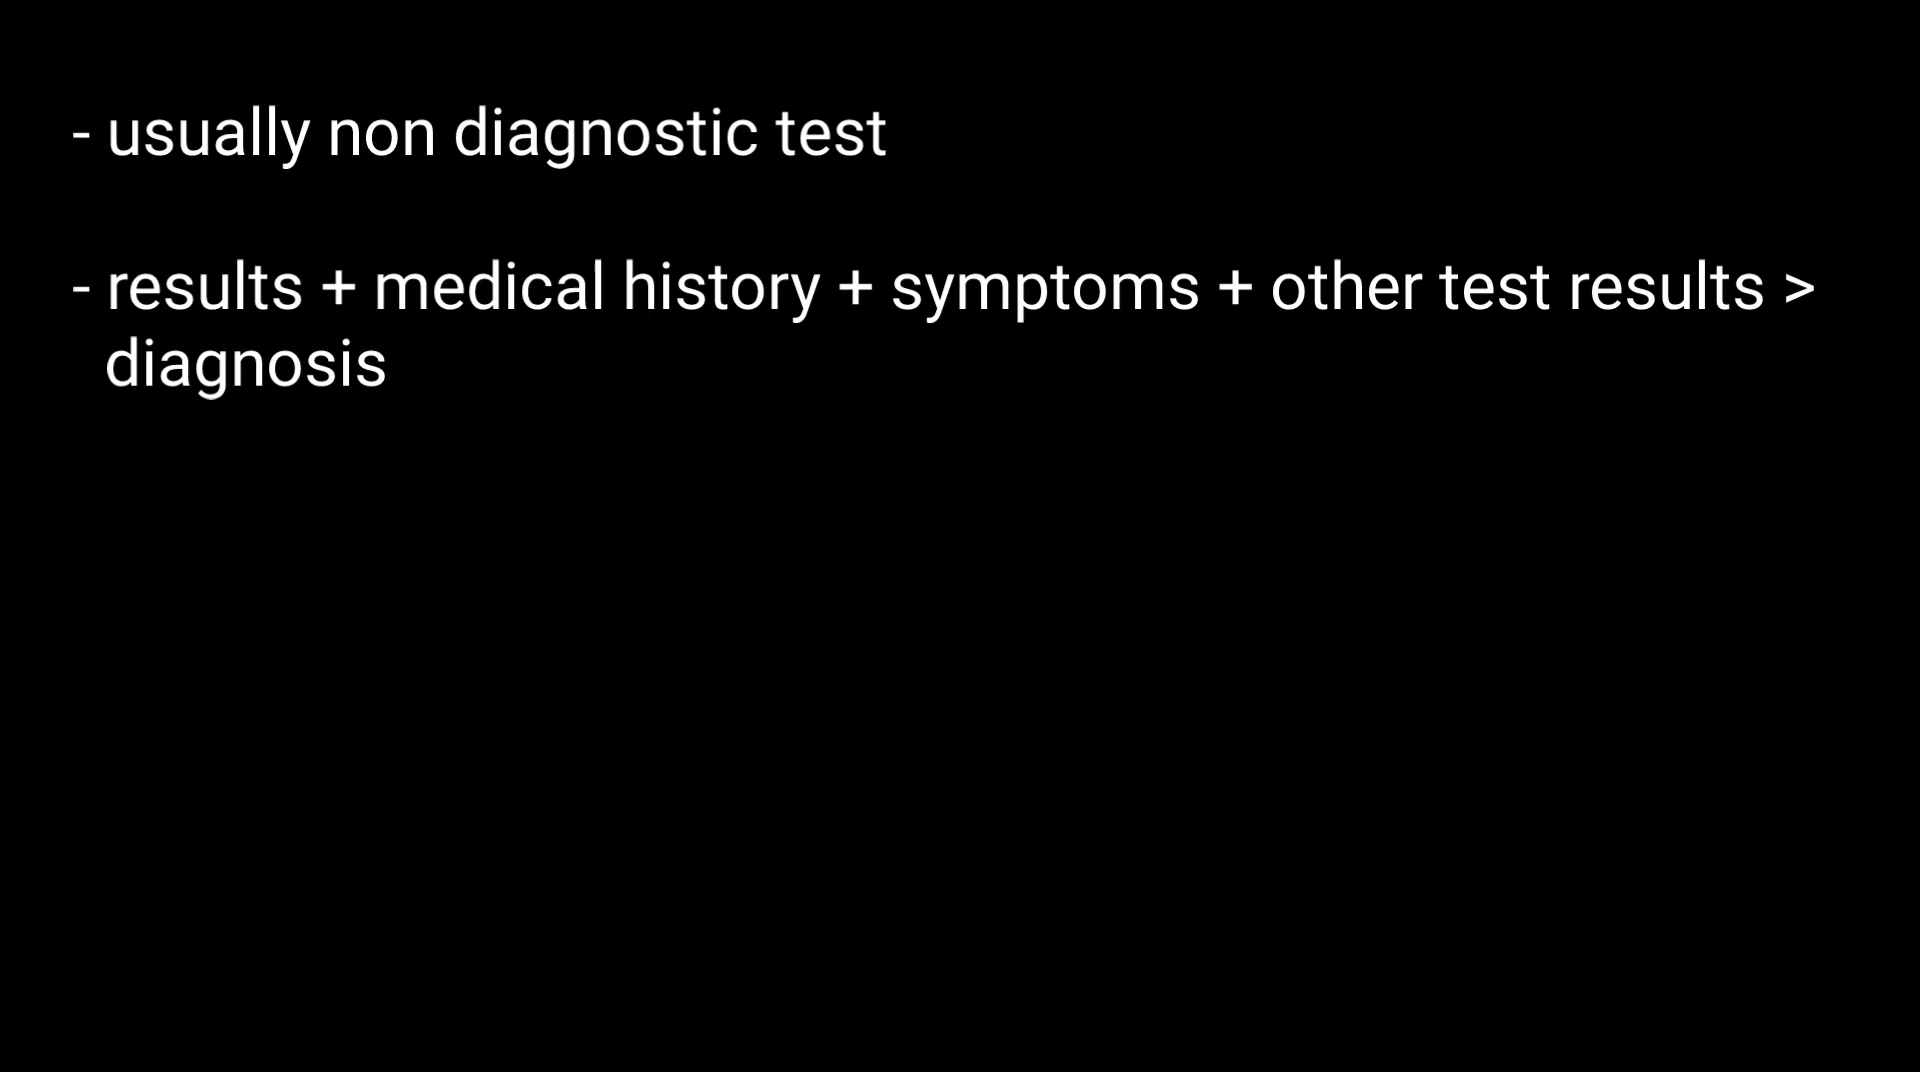 - usually non diagnostic test
- results + medical history + symptoms + other test results >
diagnosis